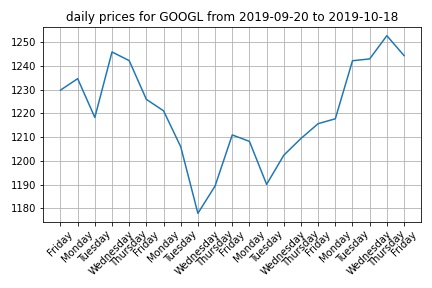 daily prices for GOOGL from 2019-09-20 to 2019-10-18
1250
1240
1230
1220
1210
1200
1190
1180
Friday
Monday
Tuesday
Wednesday
Thursday
Friday
Monday
Tuesday
Wednesday
Thursday
Friday
Monday
Tuesday
Wednesday
Thursday
Friday
Monday
Tuesday
Wednesday
Thursday
Friday